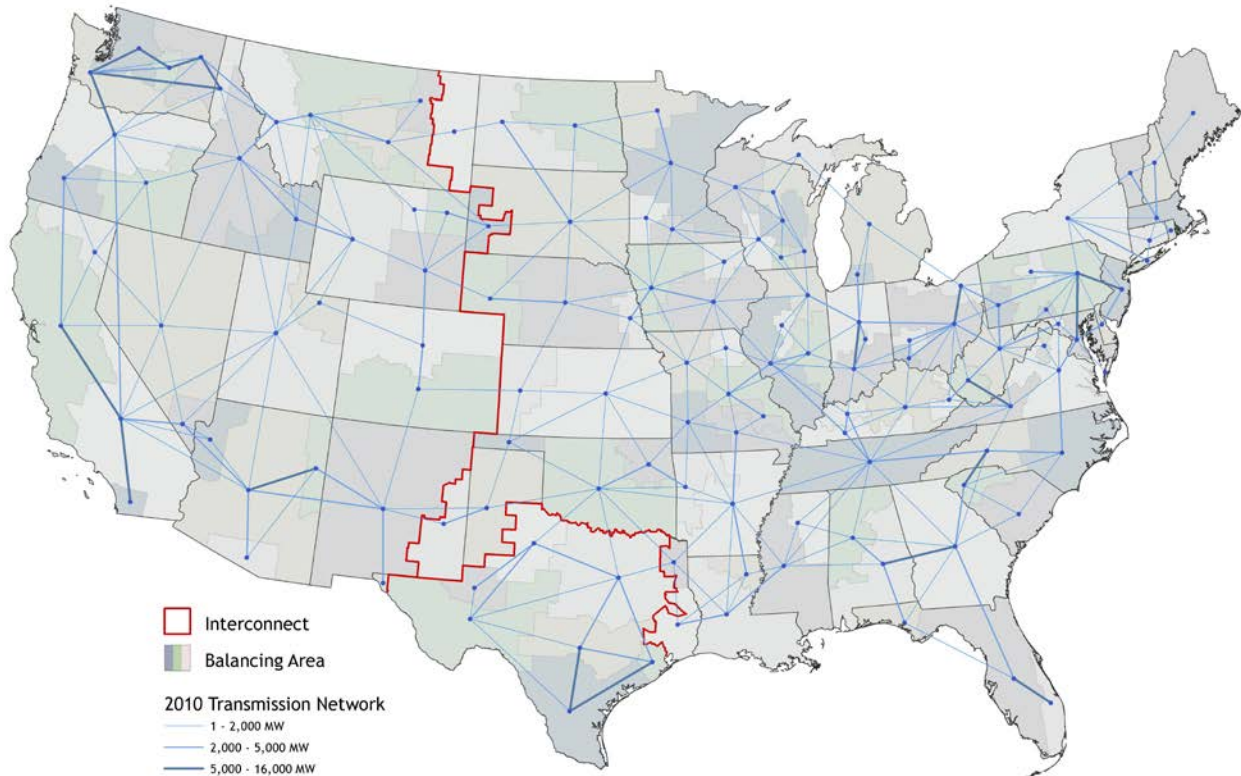 Interconnect
Balancing Area
2010 Transmission Network
1 - 2,000 MW
2,000 - 5,000 MW
5,000 - 16,000 MW